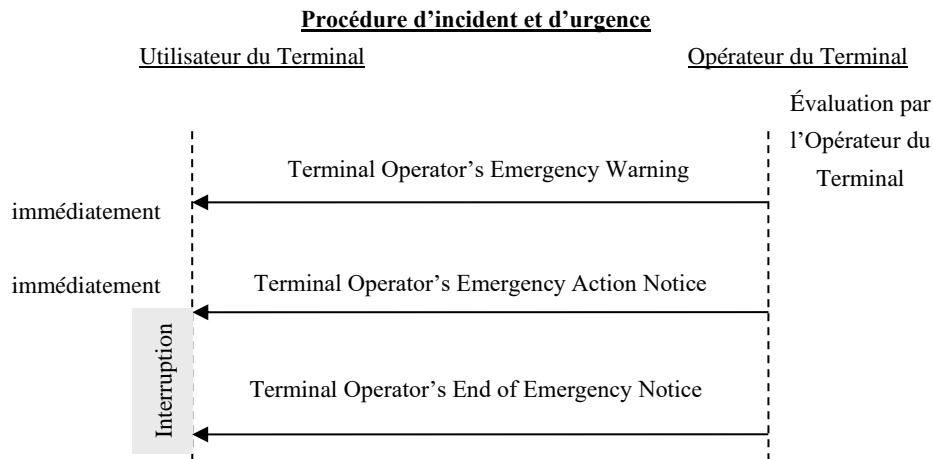 Procédure d’incident et d’urgence
Utilisateur du Terminal
Opérateur du Terminal
Évaluation par
l’Opérateur du
Terminal
Terminal Operator’s Emergency Warning
immédiatement
immédiatement
Terminal Operator’s Emergency Action Notice
Interruption
Terminal Operator’s End of Emergency Notice